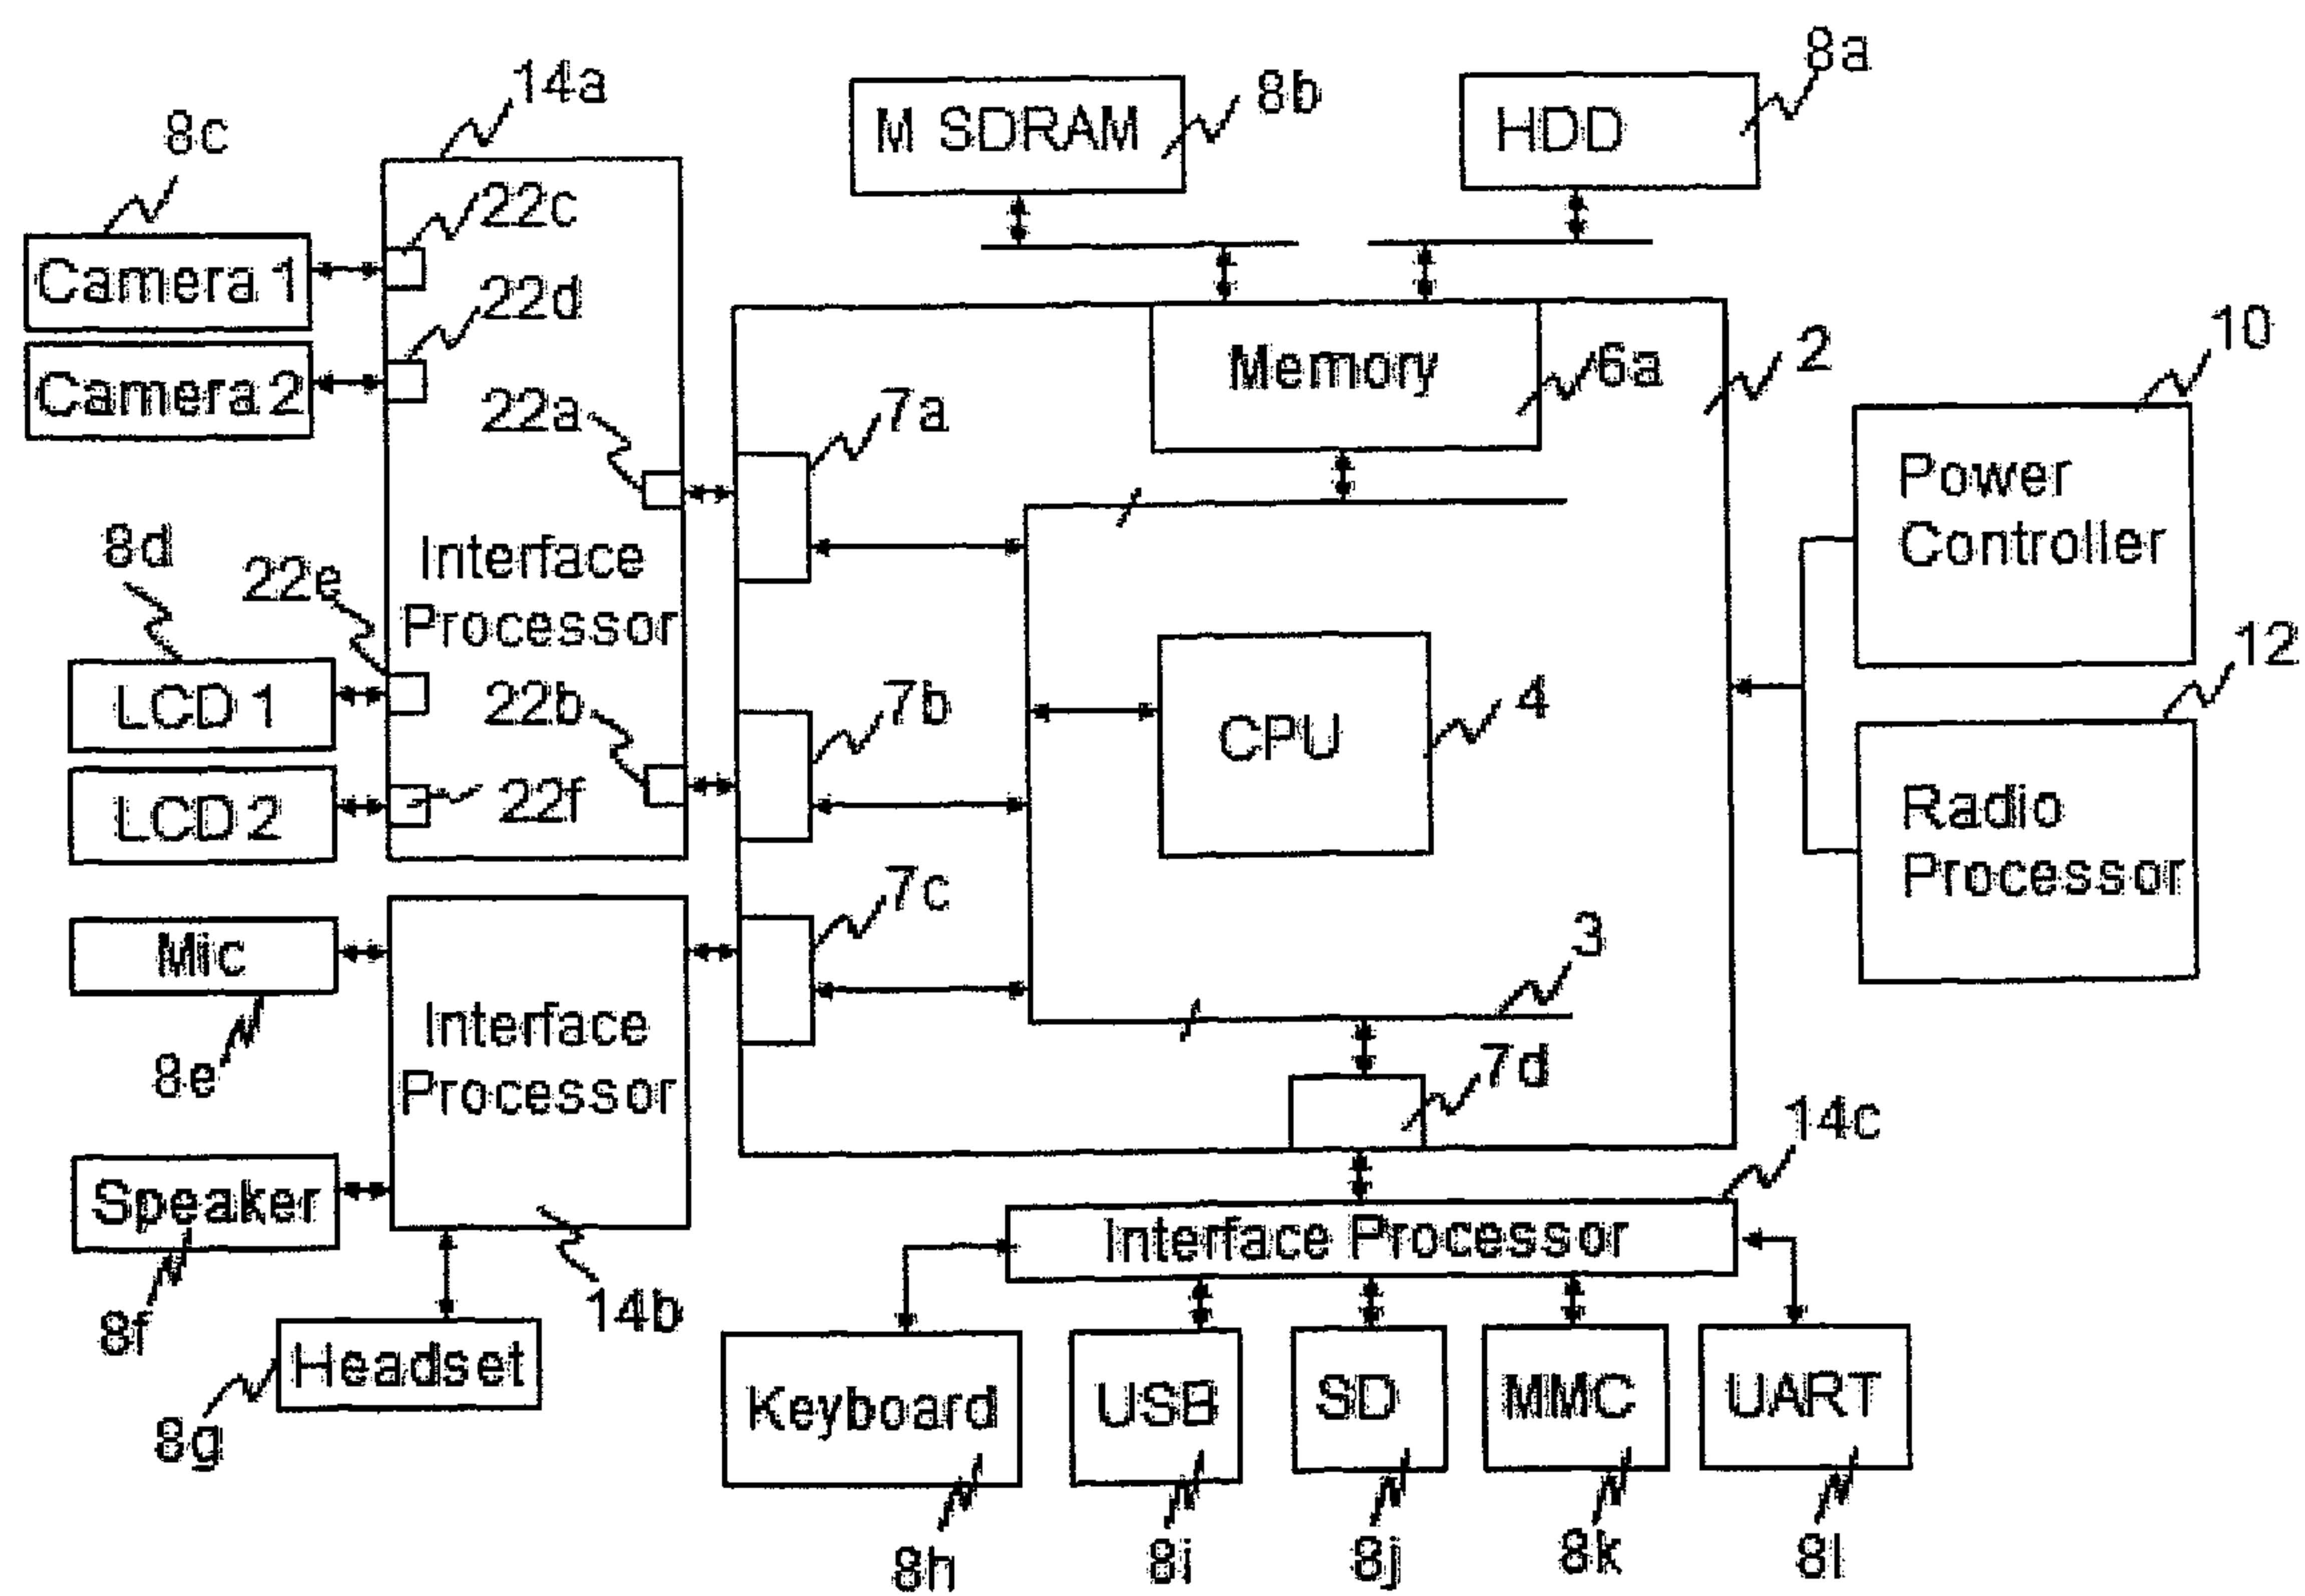 8a
14a
8b
M SDRAM
HDD
8c
22c
Camera 1
22d
10
2
Memory
6a
Camera 2
22a
7a
Power
Controller
8d
22e
Interface
Processor
12
LCD 1
22b
7b
4
CPU
LCD 2
22f
Radio
Processor
7c
3
Mic
Interface
Processor
8e
7d
14c
Speaker
Interface Processor
8f
14b
Headset
Keyboard
USB
SD
MMC
UART
8g
8h
8i
8j
8k
8l